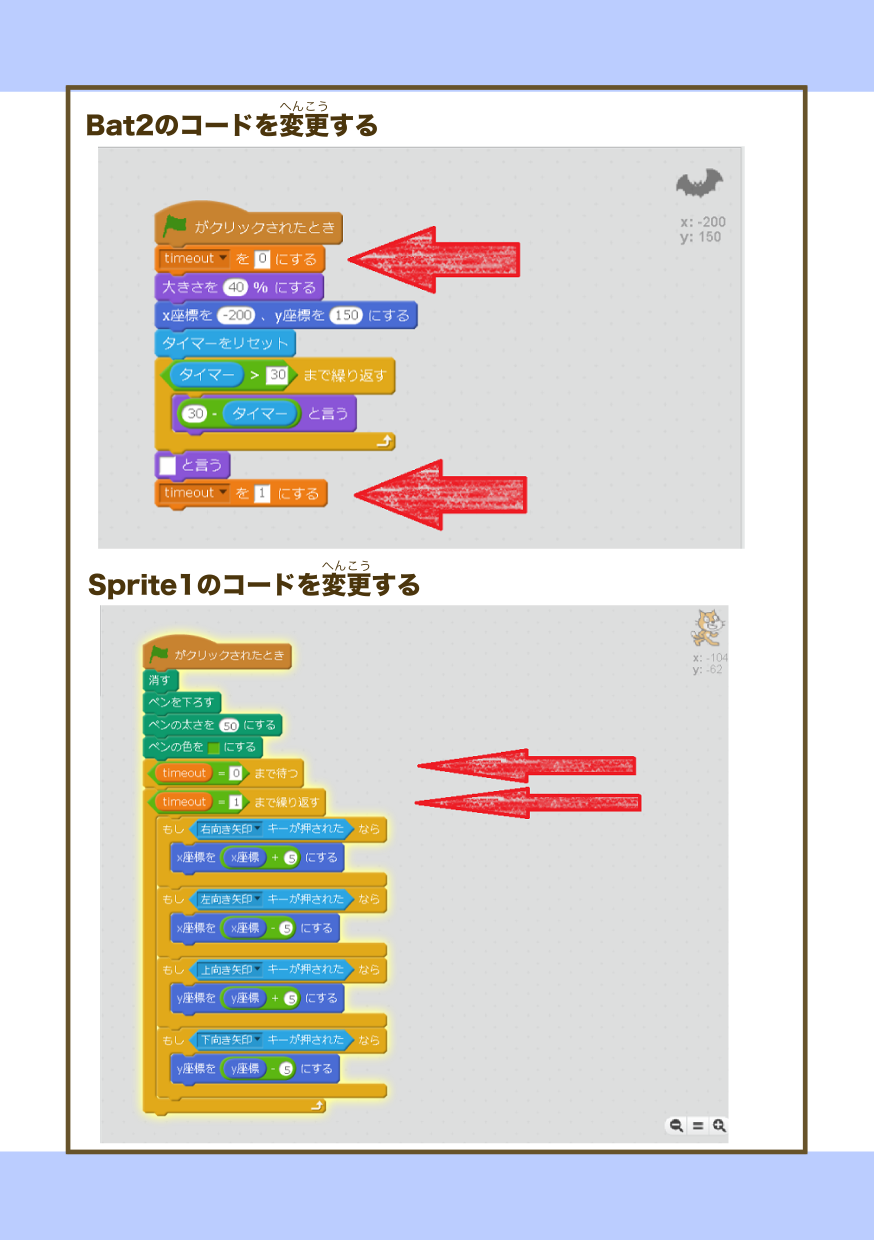 へんこう
Bat2のコードを変更する
がクリックされたとき
timeout を 0 にする
大きさを 40 % にする
x座標を -200 、y座標を 150 にする
タイマーをリセット
タイマー > 30 まで繰り返す
30 - タイマー と言う
と言う
timeout を 1 にする
x: -200
y: 150
へんこう
Sprite1のコードを変更する
がクリックされたとき
消す
ペンを下ろす
ペンの太さを 50 にする
ペンの色を にする
timeout = 0 まで待つ
timeout = 1 まで繰り返す
もし 右向き矢印 キーが押された なら
x座標を x座標 + 5 にする
もし 左向き矢印 キーが押された なら
x座標を x座標 - 5 にする
もし 上向き矢印 キーが押された なら
y座標を y座標 + 5 にする
もし 下向き矢印 キーが押された なら
y座標を y座標 - 5 にする
x: -104
y: -62